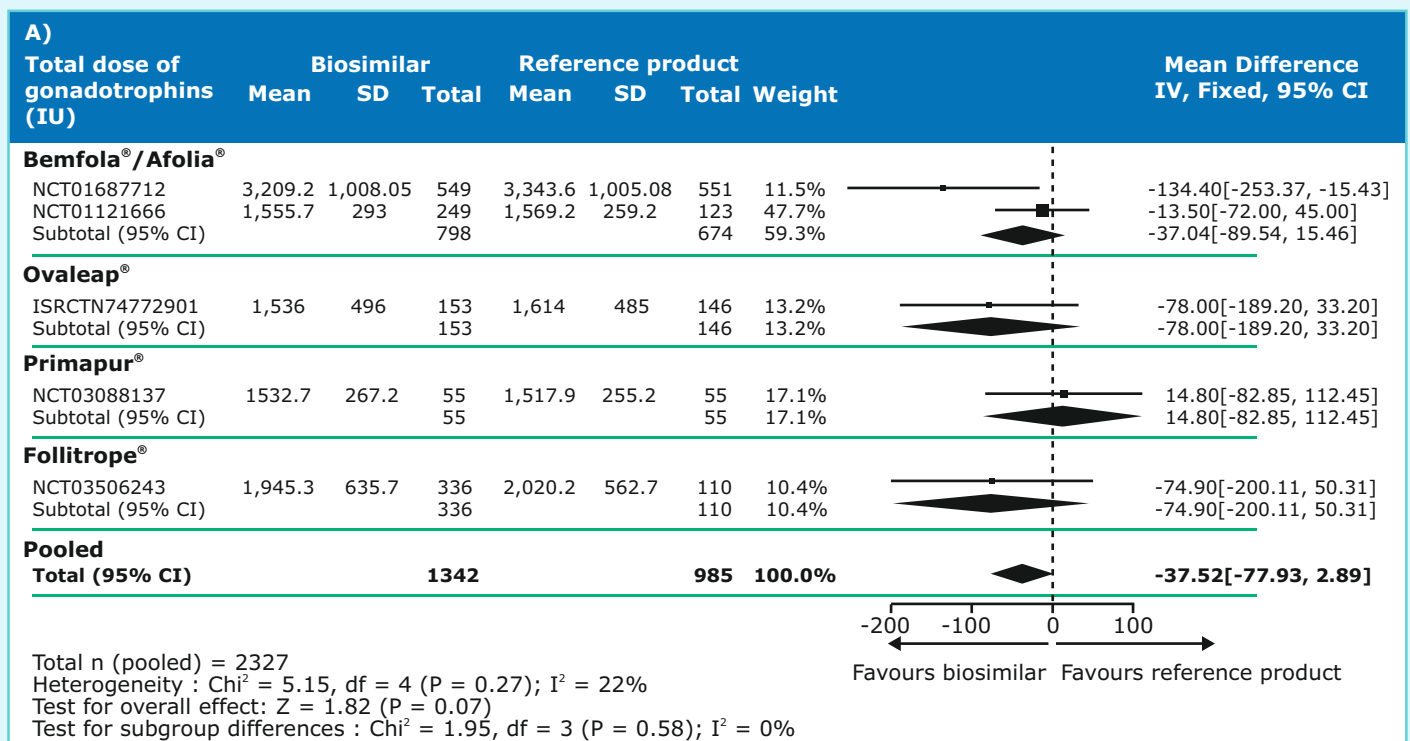 A)
Total dose of gonadotrophins (IU) Biosimilar Reference product Mean Difference IV, Fixed, 95% CI
Mean SD Total Mean SD Total Weight
Bemfola®/Afolia®
NCT01687712 3,209.2 1,008.05 549 3,343.6 1,005.08 551 11.5% -134.40[-253.37, -15.43]
NCT01121666 1,555.7 293 249 1,569.2 259.2 123 47.7% -13.50[-72.00, 45.00]
Subtotal (95% CI) 798 674 59.3% -37.04[-89.54, 15.46]
Ovaleap®
ISRCTN74772901 1,536 496 153 1,614 485 146 13.2% -78.00[-189.20, 33.20]
Subtotal (95% CI) 153 146 13.2% -78.00[-189.20, 33.20]
Primapur®
NCT03088137 1532.7 267.2 55 1,517.9 255.2 55 17.1% 14.80[-82.85, 112.45]
Subtotal (95% CI) 55 55 17.1% 14.80[-82.85, 112.45]
Follitrope®
NCT03506243 1,945.3 635.7 336 2,020.2 562.7 110 10.4% -74.90[-200.11, 50.31]
Subtotal (95% CI) 336 110 10.4% -74.90[-200.11, 50.31]
Pooled
Total (95% CI) 1342 985 100.0% -37.52[-77.93, 2.89]
-200 -100 0 100
Favours biosimilar Favours reference product
Total n (pooled) = 2327
Heterogeneity : Chi² = 5.15, df = 4 (P = 0.27); I² = 22%
Test for overall effect: Z = 1.82 (P = 0.07)
Test for subgroup differences : Chi² = 1.95, df = 3 (P = 0.58); I² = 0%